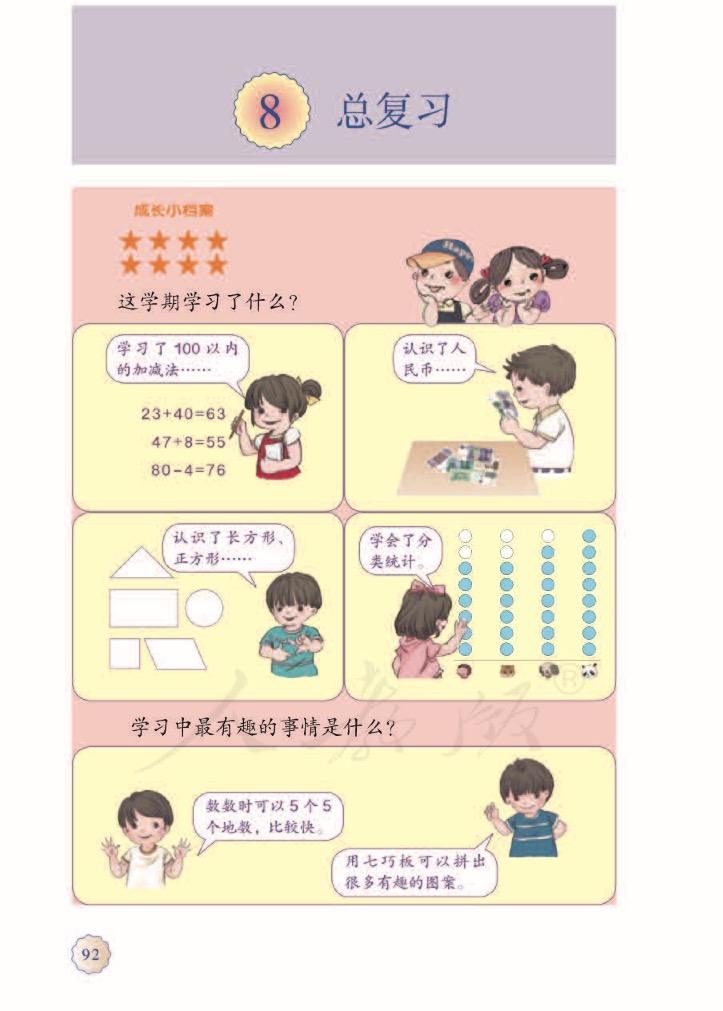 8 总复习
成长小档案
这学期学习了什么？
学习了 100 以内
的加减法……
23+40=63
47+8=55
80-4=76
认识了人
民币……
认识了长方形、
正方形……
学会了分
类统计。
学习中最有趣的事情是什么？
数数时可以 5 个 5
个地数，比较快。
用七巧板可以拼出
很多有趣的图案。
人教版®
92